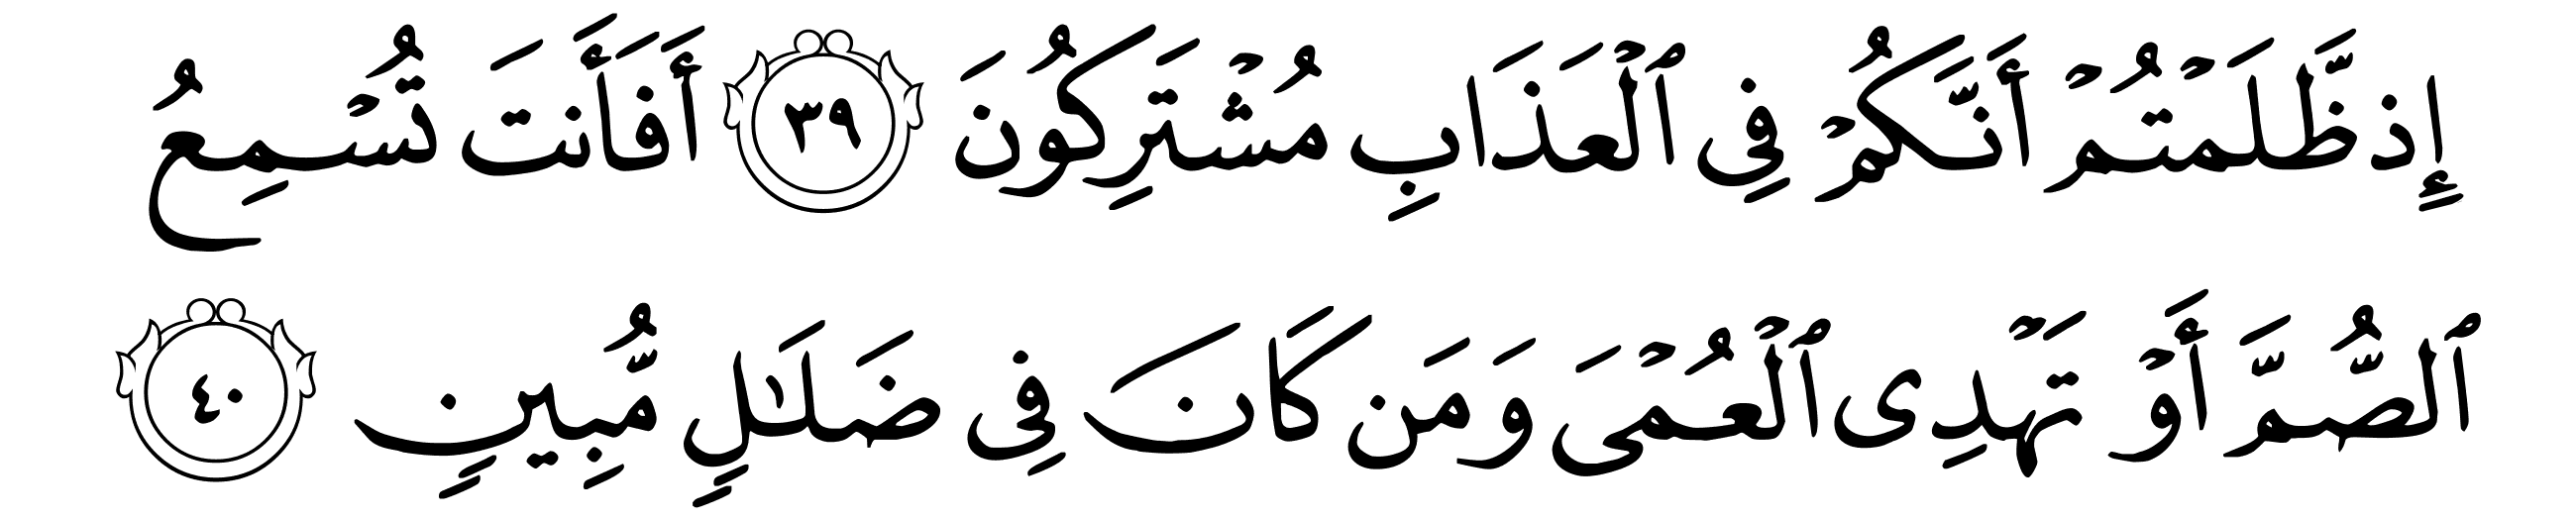 إِذ ظَّلَمۡتُمۡ أَنَّكُمۡ فِي ٱلۡعَذَابِ مُشۡتَرِكُونَ ٣٩ أَفَأَنتَ تُسۡمِعُ
ٱلصُّمَّ أَوۡ تَهۡدِي ٱلۡعُمۡيَ وَمَن كَانَ فِي ضَلَٰلٖ مُّبِينٖ ٤٠